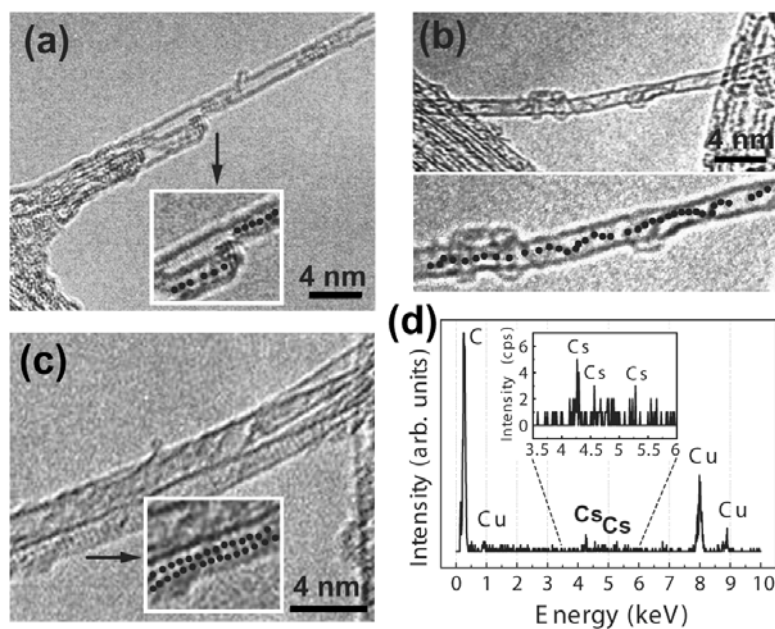 (a)
4 nm
4 nm
(b)
4 nm
(c)
4 nm
(d)
Intensity (arb. units)
C
Cu
Cs Cs
Cu
Cu
0 1 2 3 4 5 6 7 8 9 10
Energy (keV)
Intensity (cps)
6
4
2
0
Cs
Cs
Cs
3.5 4 4.5 5 5.5 6